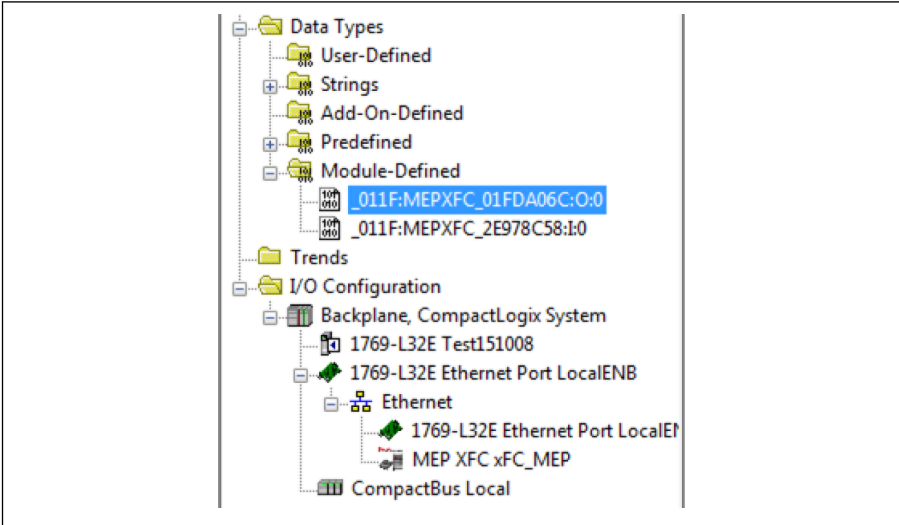 Data Types
User-Defined
Strings
Add-On-Defined
Predefined
Module-Defined
_011F:MEPXFC_01FDA06C:O:0
_011F:MEPXFC_2E978C58:I:0
Trends
I/O Configuration
Backplane, CompactLogix System
1769-L32E Test151008
1769-L32E Ethernet Port LocalENB
Ethernet
1769-L32E Ethernet Port LocalEN
MEP XFC xFC_MEP
CompactBus Local